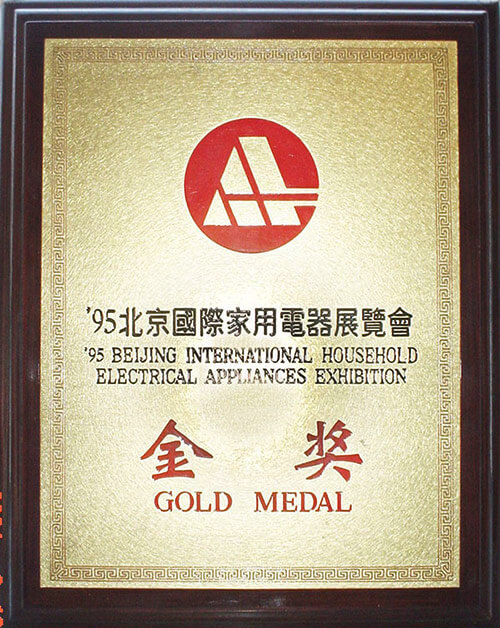 '95北京國際家用電器展覽會
'95 BEIJING INTERNATIONAL HOUSEHOLD
ELECTRICAL APPLIANCES EXHIBITION
金 奖
GOLD MEDAL